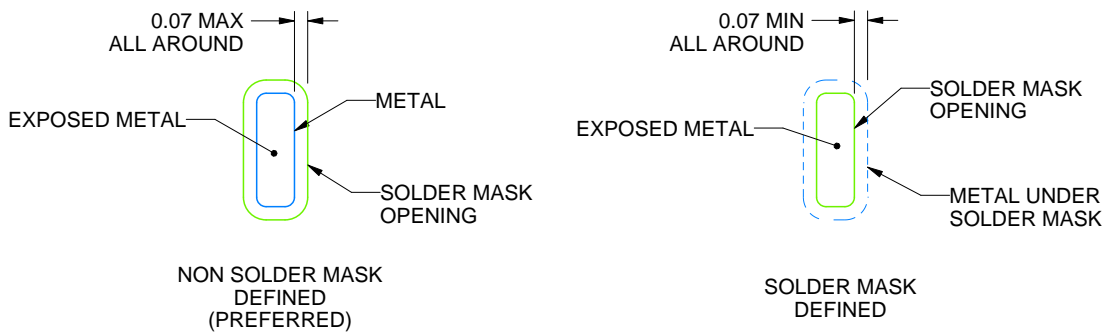 0.07 MAX
ALL AROUND
METAL
EXPOSED METAL
SOLDER MASK
OPENING
NON SOLDER MASK
DEFINED
(PREFERRED)
0.07 MIN
ALL AROUND
SOLDER MASK
OPENING
EXPOSED METAL
METAL UNDER
SOLDER MASK
SOLDER MASK
DEFINED